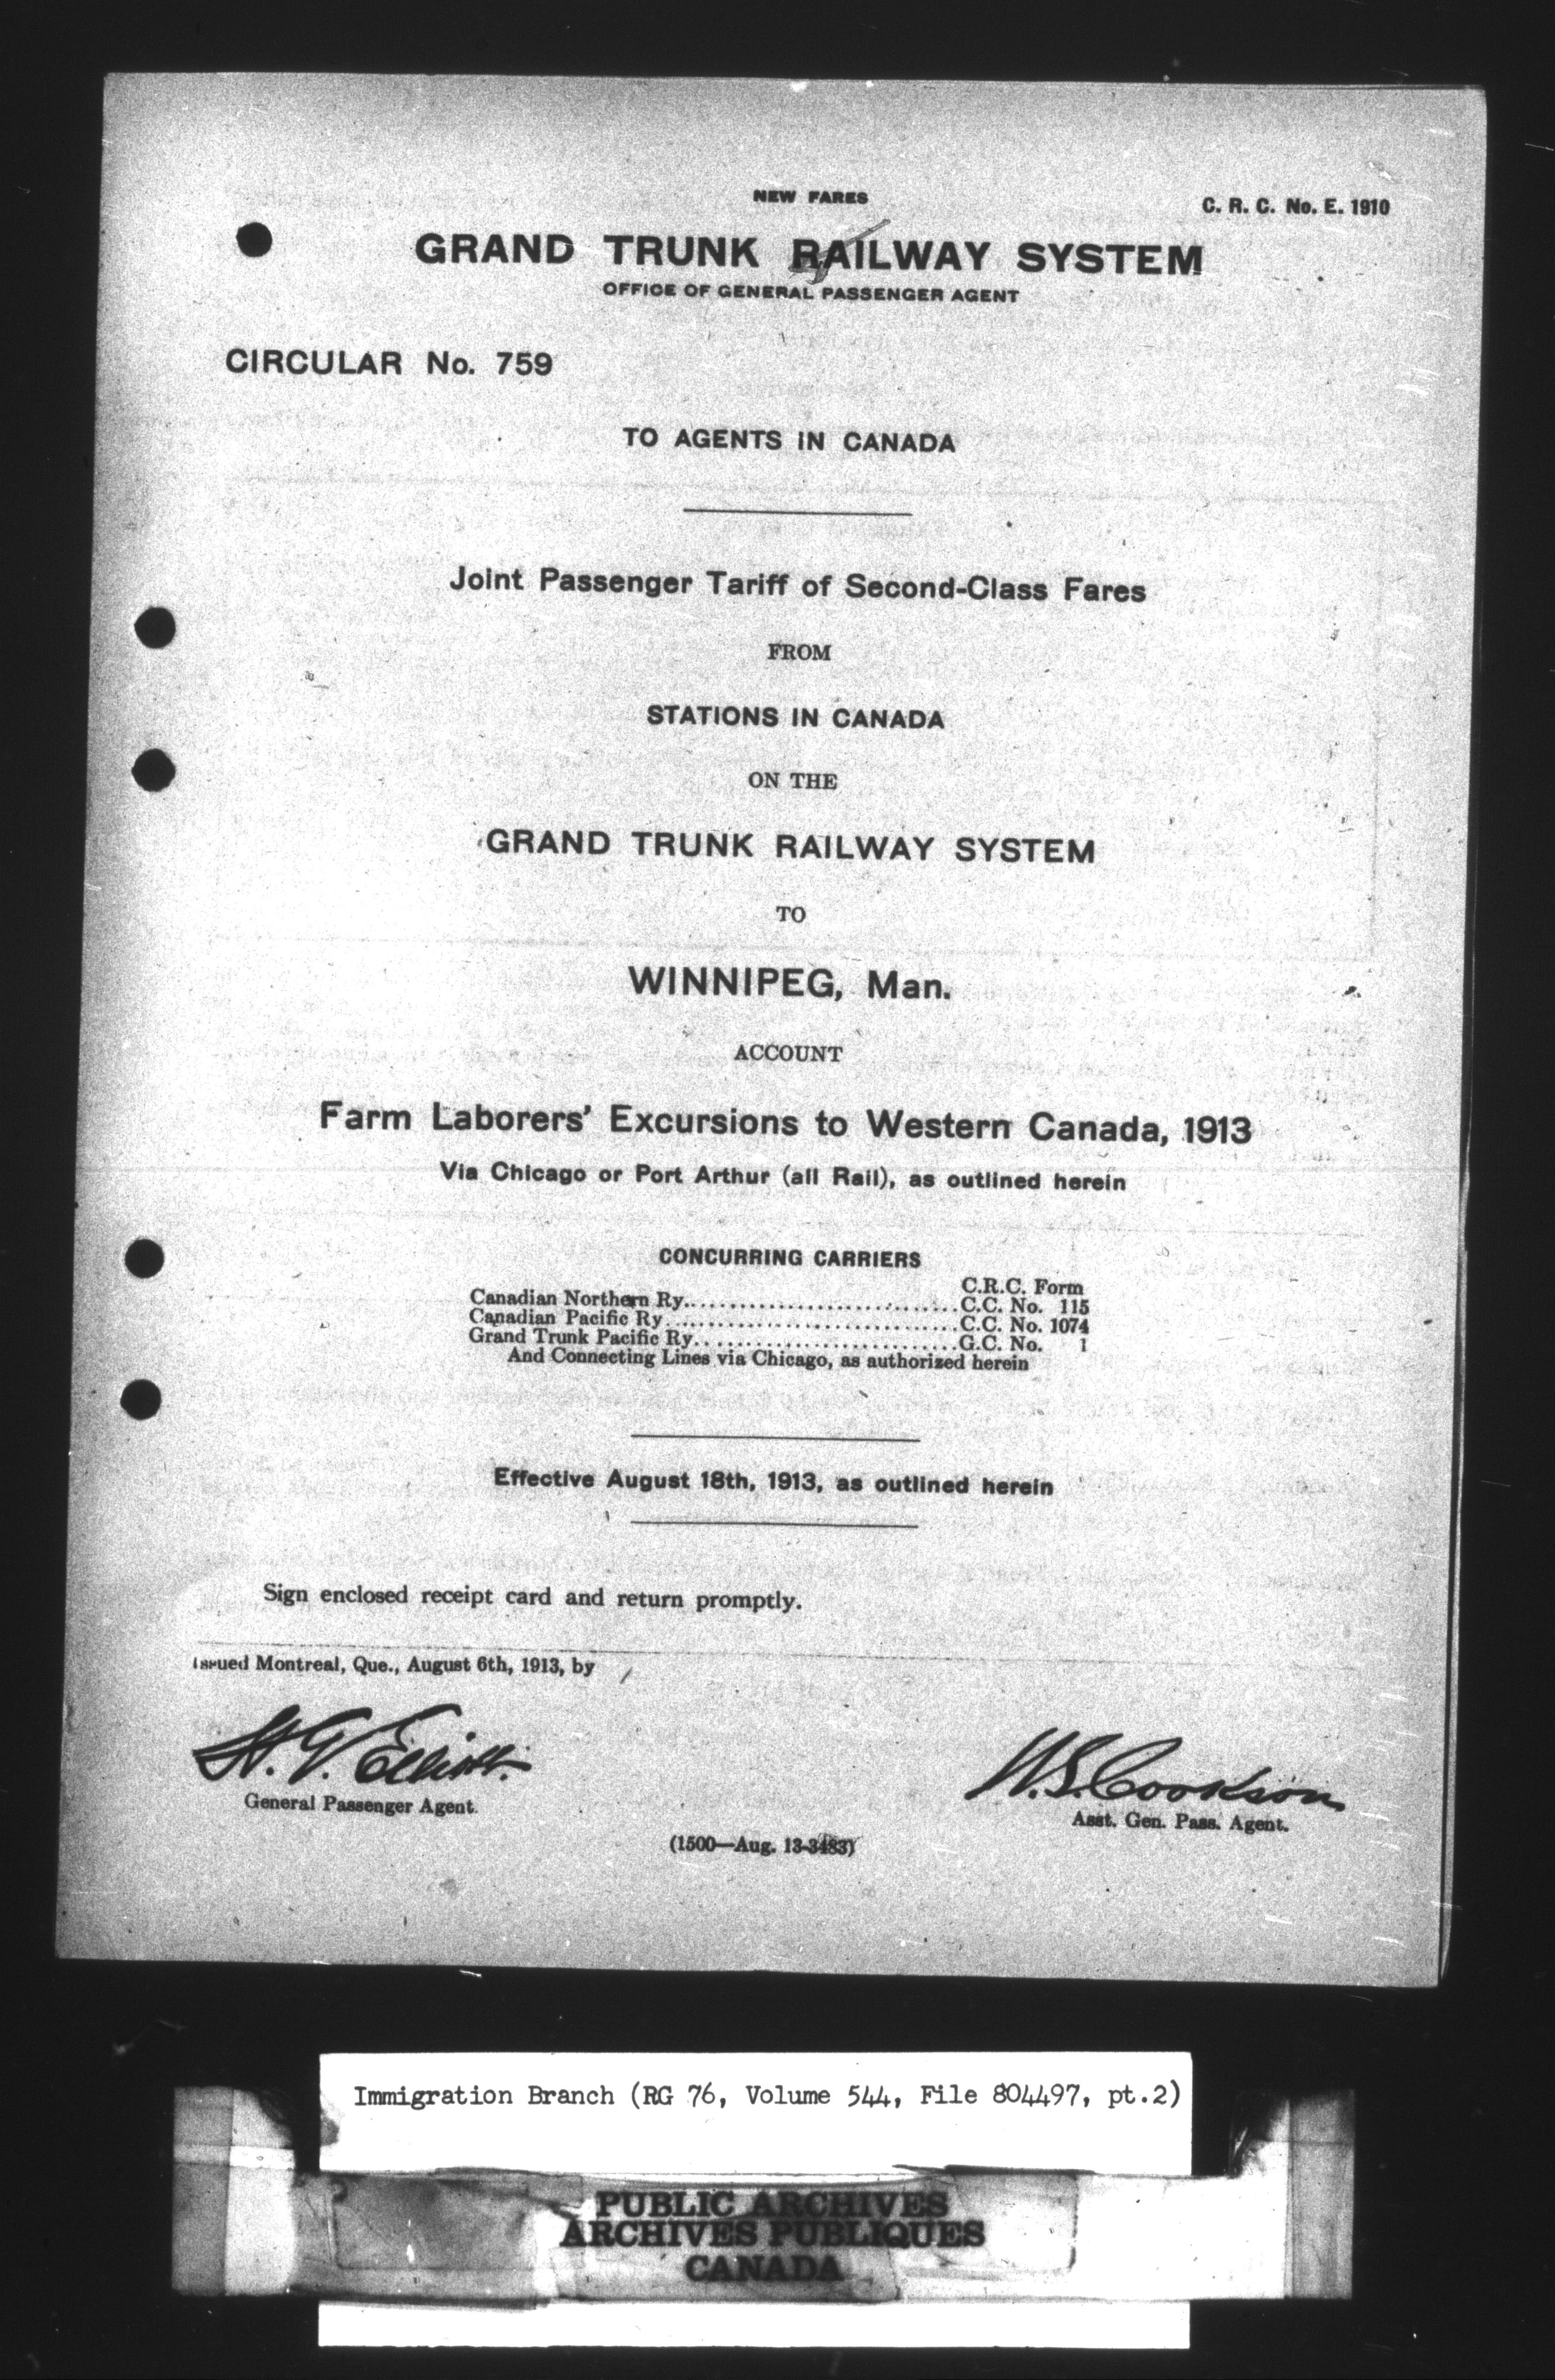 NEW FARES
C. R. C. No. E. 1910
GRAND TRUNK RAILWAY SYSTEM
OFFICE OF GENERAL PASSENGER AGENT
CIRCULAR No. 759
TO AGENTS IN CANADA
Joint Passenger Tariff of Second-Class Fares
FROM
STATIONS IN CANADA
ON THE
GRAND TRUNK RAILWAY SYSTEM
TO
WINNIPEG, Man.
ACCOUNT
Farm Laborers' Excursions to Western Canada, 1913
Via Chicago or Port Arthur (all Rail), as outlined herein
CONCURRING CARRIERS
C.R.C. Form
Canadian Northern Ry..............................C.C. No. 115
Canadian Pacific Ry................................C.C. No. 1074
Grand Trunk Pacific Ry............................G.C. No. 1
And Connecting Lines via Chicago, as authorized herein
Effective August 18th, 1913, as outlined herein
Sign enclosed receipt card and return promptly.
Issued Montreal, Que., August 6th, 1913, by
H. G. Elliott.
General Passenger Agent.
W. S. Cookson
Asst. Gen. Pass. Agent.
(1500—Aug. 13-3483)
Immigration Branch (RG 76, Volume 544, File 804497, pt.2)
PUBLIC ARCHIVES
ARCHIVES PUBLIQUES
CANADA